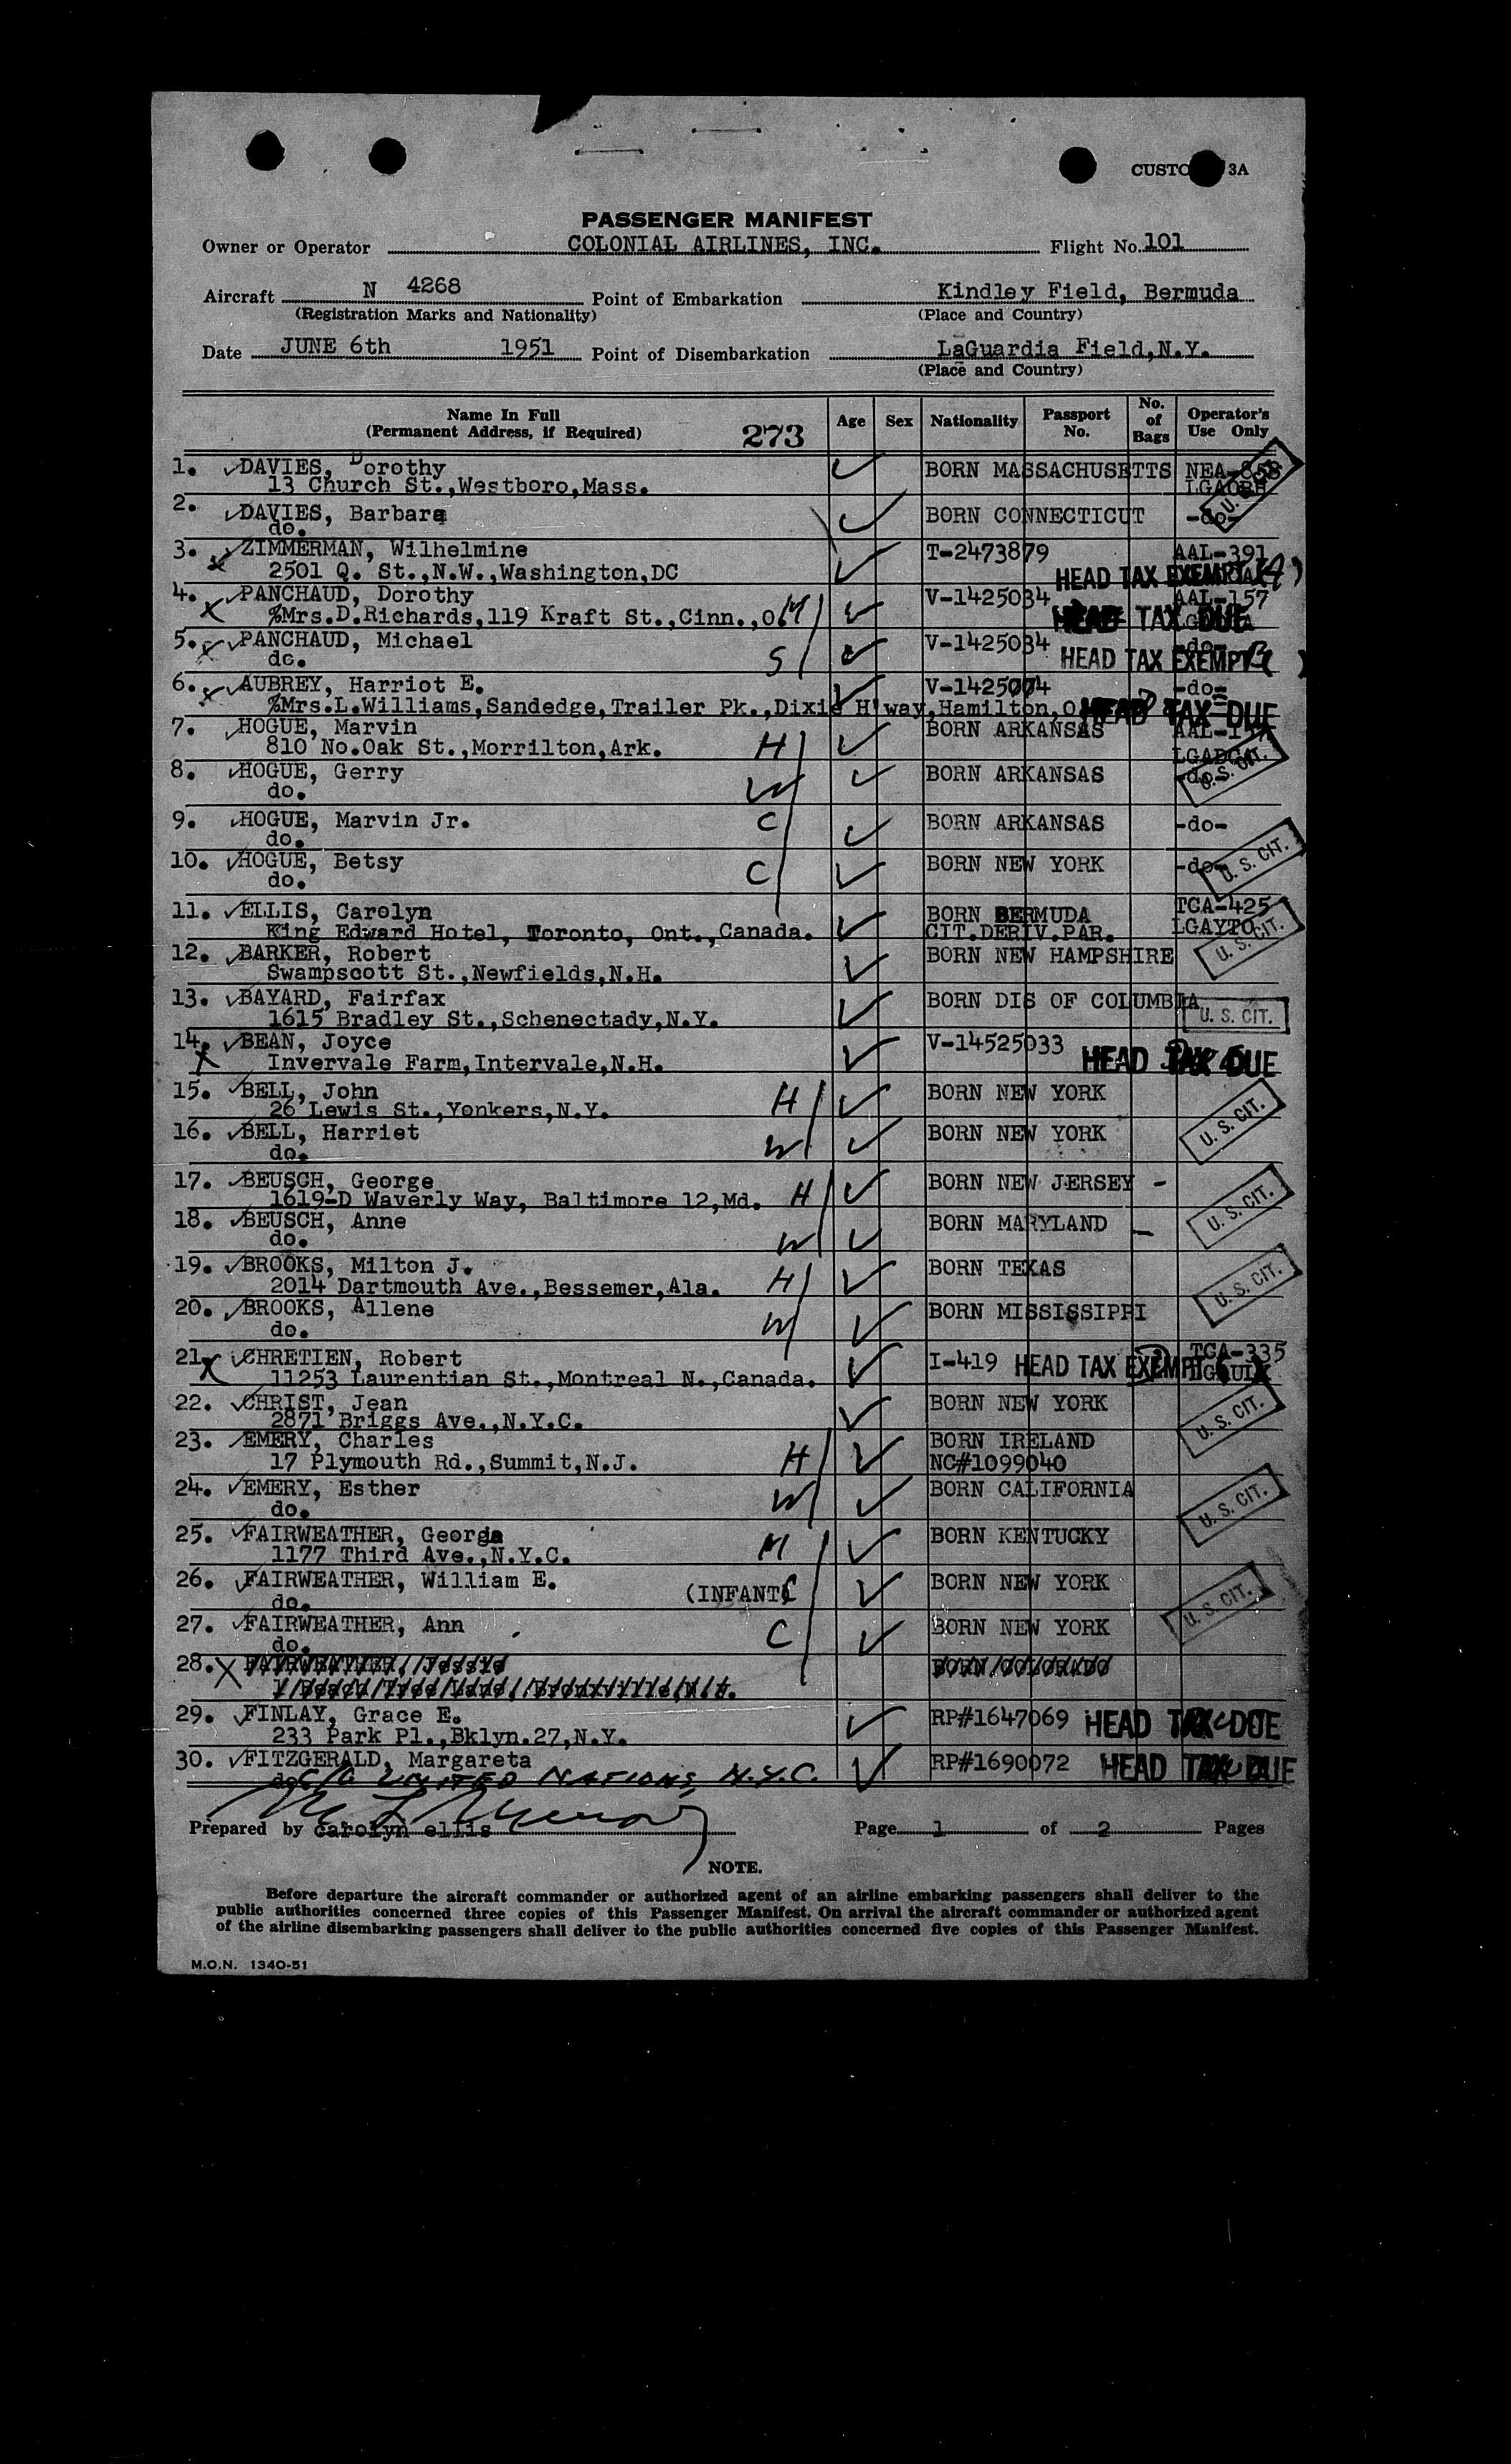 CUSTO 3A
PASSENGER MANIFEST
Owner or Operator COLONIAL AIRLINES, INC. Flight No. 101
Aircraft N 4268 Point of Embarkation Kindley Field, Bermuda
(Registration Marks and Nationality) (Place and Country)
Date JUNE 6th 1951 Point of Disembarkation LaGuardia Field,N.Y.
(Place and Country)
Name In Full (Permanent Address, if Required) 273 Age Sex Nationality Passport No. No. of Bags Operator's Use Only
1. DAVIES, Dorothy BORN MASSACHUSETTS NEA-858
13 Church St.,Westboro,Mass. U. S. CIT.
2. DAVIES, Barbara BORN CONNECTICUT -do-
do.
3. ZIMMERMAN, Wilhelmine T-2473879 AAL-391
2501 Q. St.,N.W.,Washington,DC HEAD TAX EXEMPT
4. PANCHAUD, Dorothy V-1425034 AAL-157
%Mrs.D.Richards,119 Kraft St.,Cinn.,O. M HEAD TAX DUE
5. PANCHAUD, Michael V-1425034 -do-
do. S HEAD TAX EXEMPT
6. AUBREY, Harriot E. -do-
%Mrs.L.Williams,Sandedge,Trailer Pk.,Dixie H'way,Hamilton,O. HEAD TAX DUE
7. HOGUE, Marvin BORN ARKANSAS AAL-157
810 No.Oak St.,Morrilton,Ark. H LGADCA
8. HOGUE, Gerry BORN ARKANSAS -do- U. S. CIT.
do. W
9. HOGUE, Marvin Jr. C BORN ARKANSAS -do-
do.
10. HOGUE, Betsy BORN NEW YORK -do- U. S. CIT.
do. C
11. ELLIS, Carolyn BORN BERMUDA TCA-425
King Edward Hotel, Toronto, Ont.,Canada. CIT.DERIV.PAR. LGAYTO U. S. CIT.
12. BARKER, Robert BORN NEW HAMPSHIRE
Swampscott St.,Newfields,N.H.
13. BAYARD, Fairfax BORN DIS OF COLUMBIA
1615 Bradley St.,Schenectady,N.Y. U. S. CIT.
14. BEAN, Joyce V-14525033
Invervale Farm,Intervale,N.H. HEAD TAX DUE
15. BELL, John BORN NEW YORK
26 Lewis St.,Yonkers,N.Y. H U. S. CIT.
16. BELL, Harriet BORN NEW YORK
do. W
17. BEUSCH, George BORN NEW JERSEY -
1619-D Waverly Way, Baltimore 12,Md. H U. S. CIT.
18. BEUSCH, Anne BORN MARYLAND -
do. W
19. BROOKS, Milton J. BORN TEXAS
2014 Dartmouth Ave.,Bessemer,Ala. H U. S. CIT.
20. BROOKS, Allene BORN MISSISSIPPI
do. W
21. CHRETIEN, Robert I-419 HEAD TAX EXEMPT TCA-335
11253 Laurentian St.,Montreal N.,Canada.
22. CHRIST, Jean BORN NEW YORK
2871 Briggs Ave.,N.Y.C. U. S. CIT.
23. EMERY, Charles BORN IRELAND
17 Plymouth Rd.,Summit,N.J. H NC#1099040
24. EMERY, Esther W BORN CALIFORNIA U. S. CIT.
do.
25. FAIRWEATHER, George BORN KENTUCKY
1177 Third Ave.,N.Y.C. M
26. FAIRWEATHER, William E. (INFANT) C BORN NEW YORK
do. U. S. CIT.
27. FAIRWEATHER, Ann C BORN NEW YORK
do.
28. FAIRWEATHER, Jessie BORN COLORADO
29. FINLAY, Grace E. RP#1647069 HEAD TAX DUE
233 Park Pl.,Bklyn.27,N.Y.
30. FITZGERALD, Margareta RP#1690072 HEAD TAX DUE
do. C/O UNITED NATIONS, N.Y.C.
Prepared by carolyn ellis Page 1 of 2 Pages
NOTE.
Before departure the aircraft commander or authorized agent of an airline embarking passengers shall deliver to the
public authorities concerned three copies of this Passenger Manifest. On arrival the aircraft commander or authorized agent
of the airline disembarking passengers shall deliver to the public authorities concerned five copies of this Passenger Manifest.
M.O.N. 1340-51